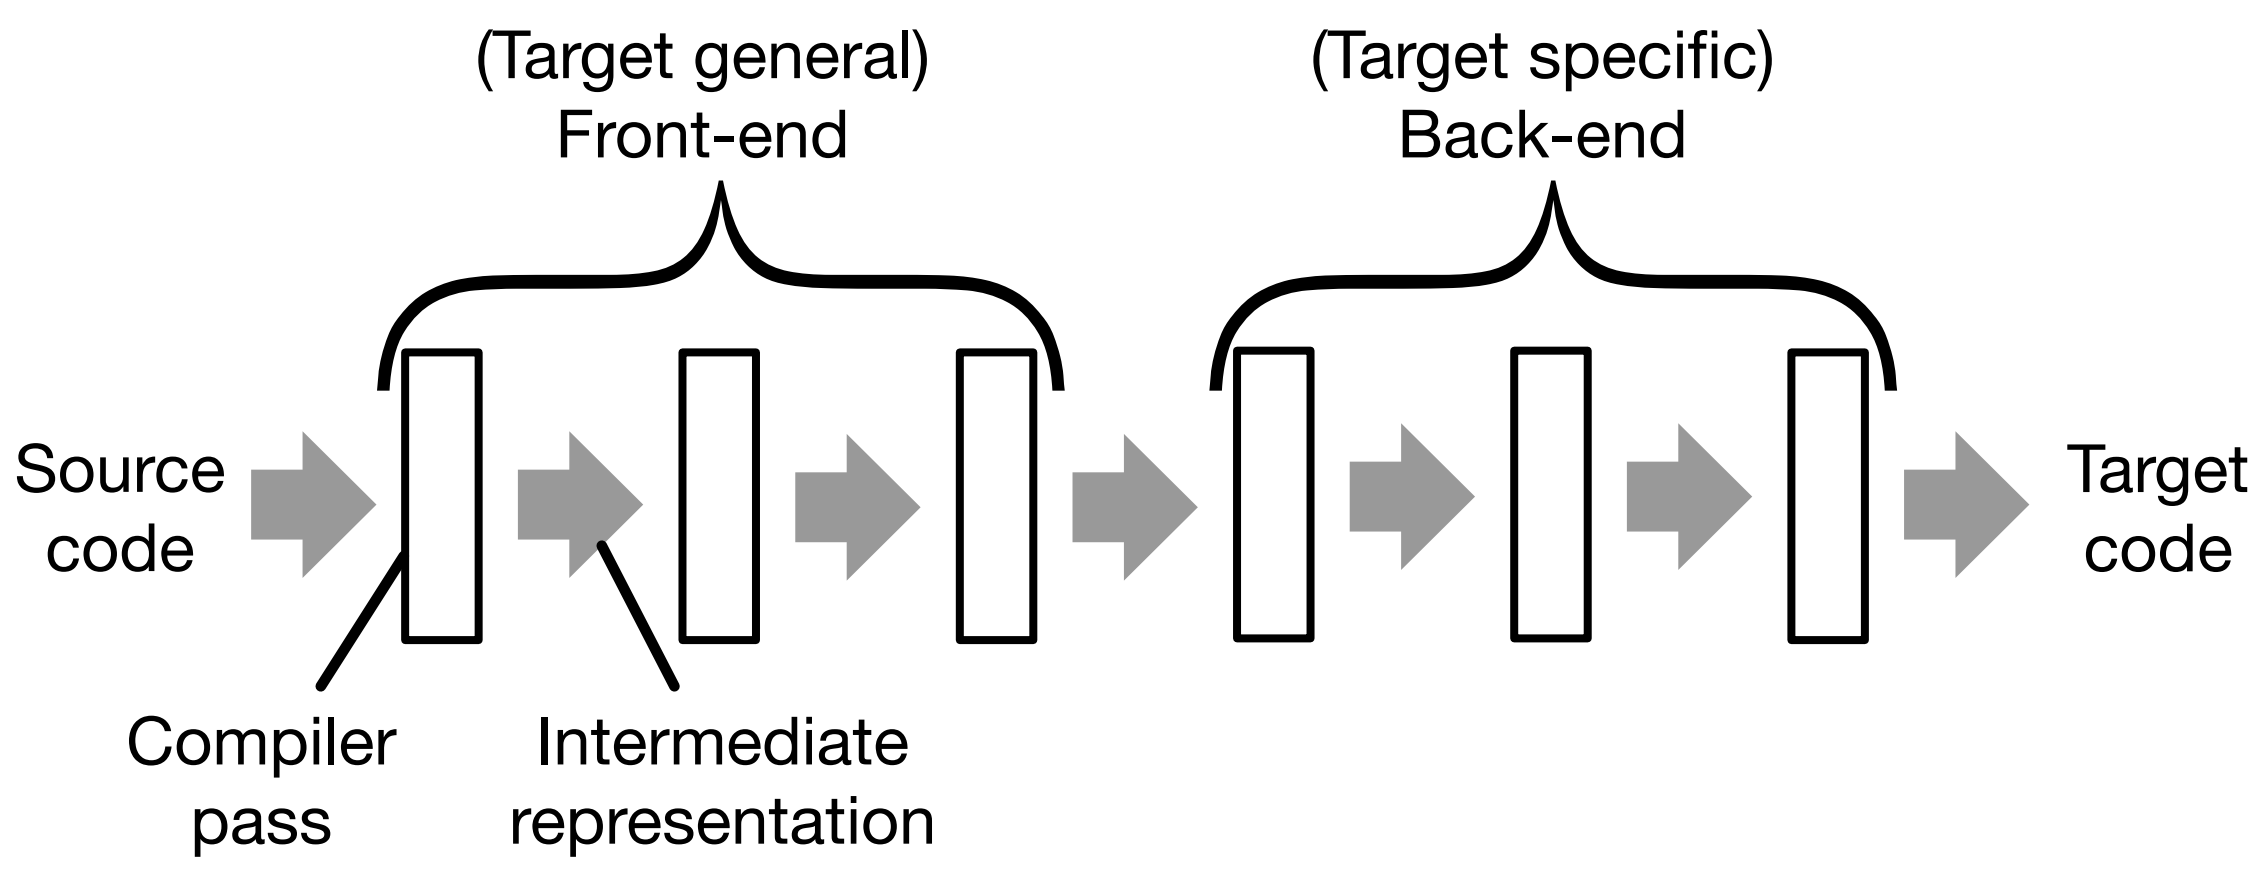 (Target general)
Front-end
(Target specific)
Back-end
Source
code
Target
code
Compiler
pass
Intermediate
representation